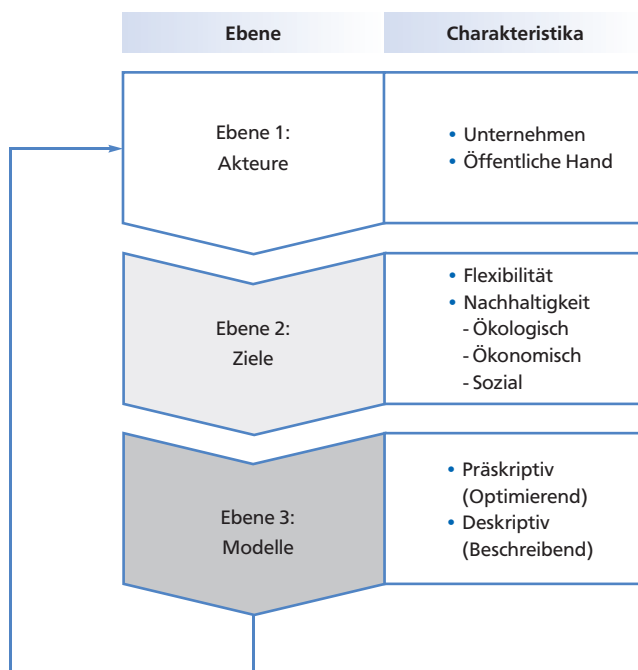 Ebene
Charakteristika
Ebene 1:
Akteure
• Unternehmen
• Öffentliche Hand
Ebene 2:
Ziele
• Flexibilität
• Nachhaltigkeit
- Ökologisch
- Ökonomisch
- Sozial
Ebene 3:
Modelle
• Präskriptiv
(Optimierend)
• Deskriptiv
(Beschreibend)